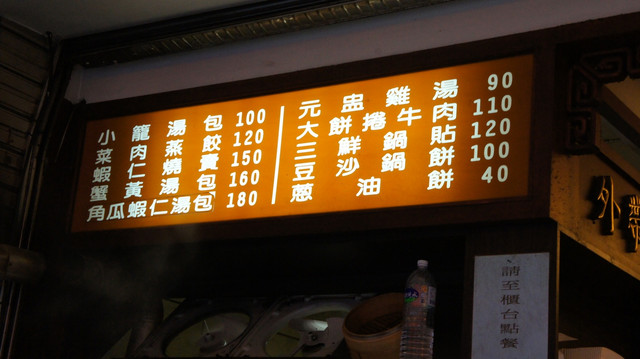 小籠湯包 100
菜肉蒸餃 120
蝦仁燒賣 150
蟹黃湯包 160
角瓜蝦仁湯包 180
元盅雞湯 90
大餅捲牛肉 110
三鮮鍋貼 120
豆沙鍋餅 100
蔥油餅 40
外
請至櫃台點餐